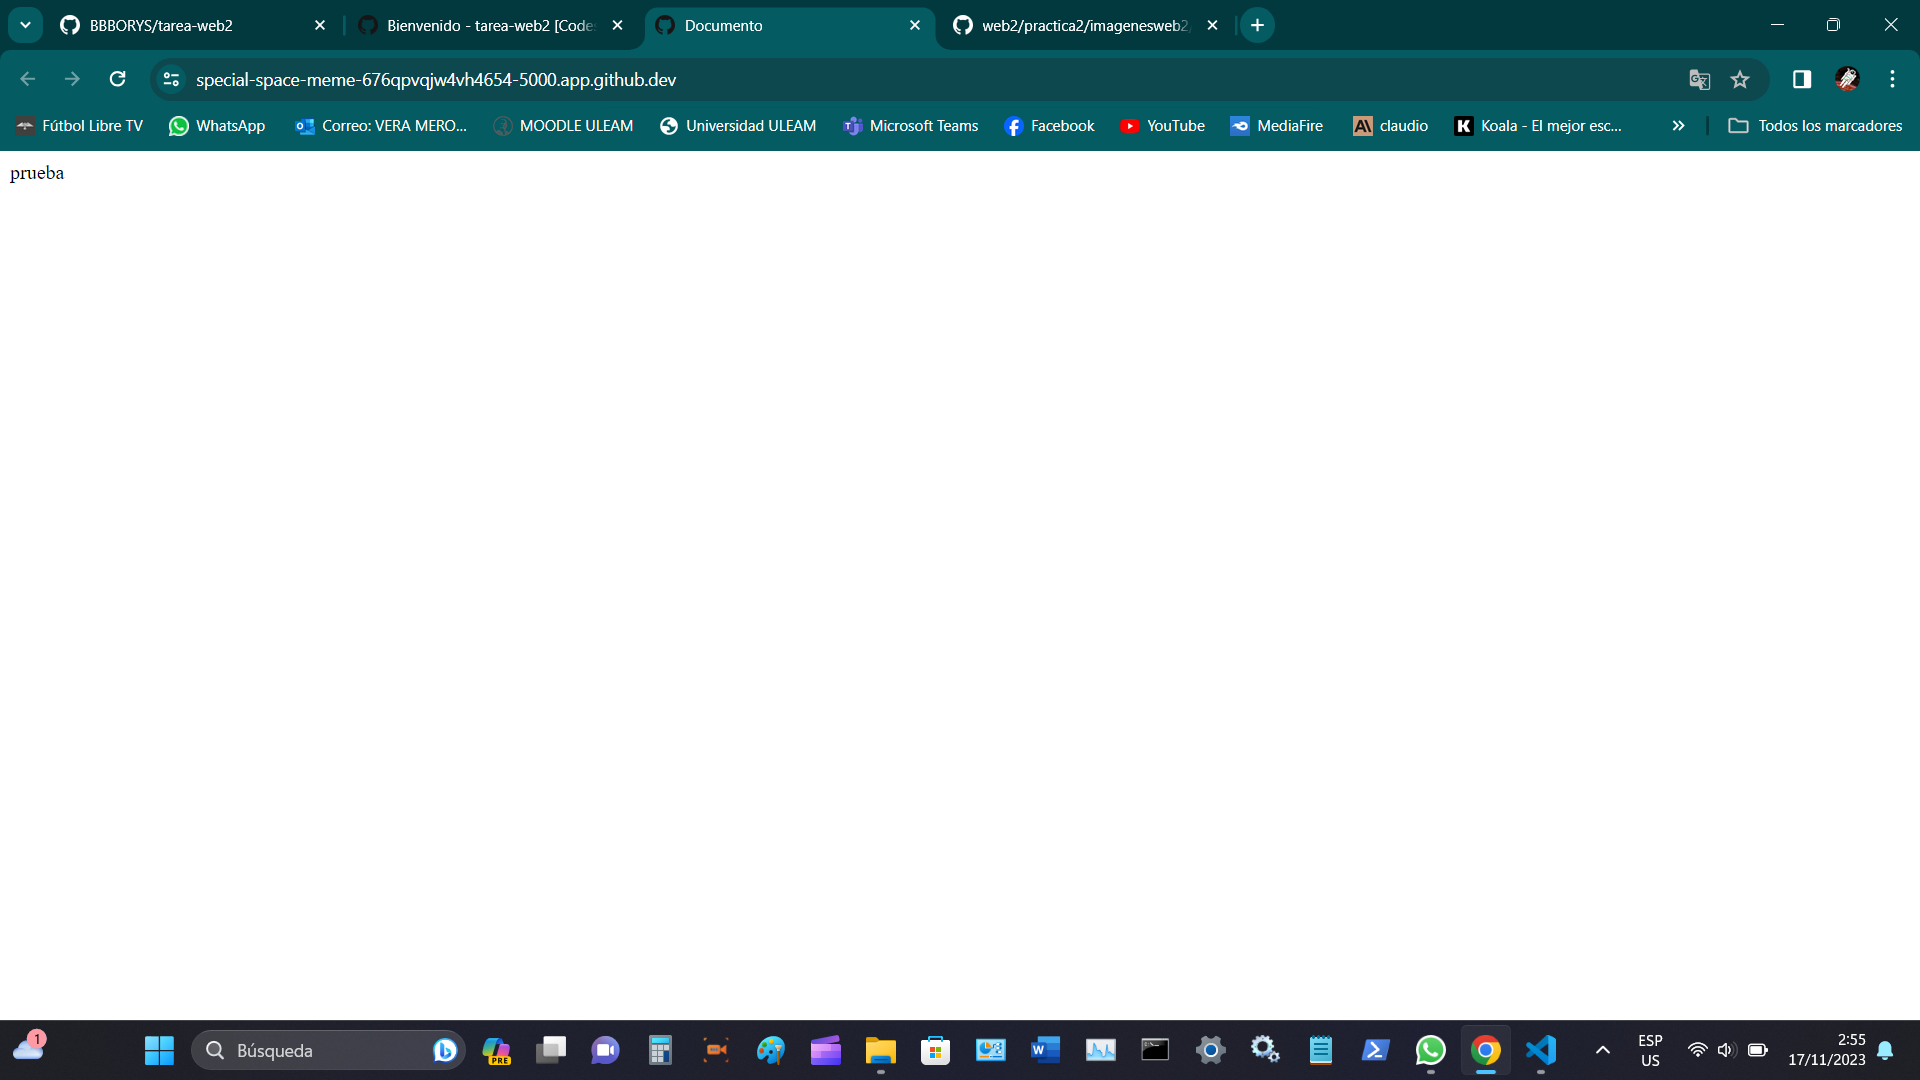 BBBORYS/tarea-web2
Bienvenido - tarea-web2 [Code
Documento
web2/practica2/imagenesweb2
special-space-meme-676qpvqjw4vh4654-5000.app.github.dev
Fútbol Libre TV
WhatsApp
Correo: VERA MERO...
MOODLE ULEAM
Universidad ULEAM
Microsoft Teams
Facebook
YouTube
MediaFire
claudio
Koala - El mejor esc...
Todos los marcadores
prueba
1
Búsqueda
PRE
ESP
US
2:55
17/11/2023